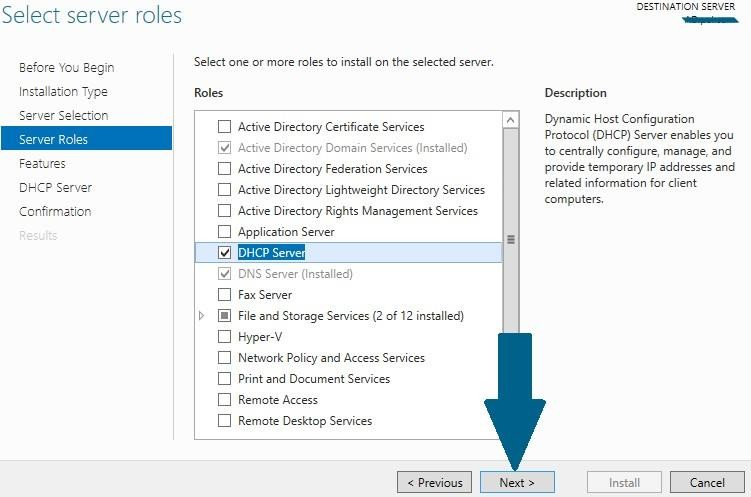 Select server roles
DESTINATION SERVER
Before You Begin
Installation Type
Server Selection
Server Roles
Features
DHCP Server
Confirmation
Results
Select one or more roles to install on the selected server.
Roles
Active Directory Certificate Services
Active Directory Domain Services (Installed)
Active Directory Federation Services
Active Directory Lightweight Directory Services
Active Directory Rights Management Services
Application Server
DHCP Server
DNS Server (Installed)
Fax Server
File and Storage Services (2 of 12 installed)
Hyper-V
Network Policy and Access Services
Print and Document Services
Remote Access
Remote Desktop Services
Description
Dynamic Host Configuration
Protocol (DHCP) Server enables you
to centrally configure, manage, and
provide temporary IP addresses and
related information for client
computers.
< Previous
Next >
Install
Cancel